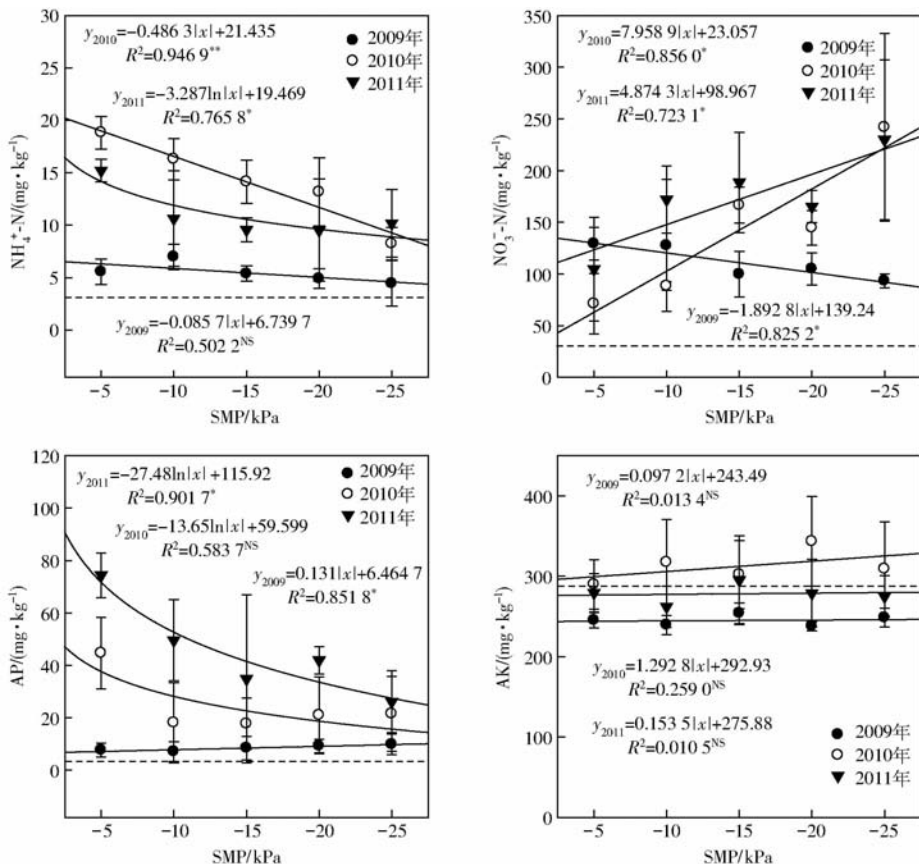 30
25
20
15
10
5
0
NH₄⁺-N/(mg·kg⁻¹)
y₂₀₁₀=−0.486 3|x|+21.435
R²=0.946 9**
y₂₀₁₁=−3.287ln|x|+19.469
R²=0.765 8*
2009年
2010年
2011年
y₂₀₀₉=−0.085 7|x|+6.739 7
R²=0.502 2ᴺˢ
−5 −10 −15 −20 −25
SMP/kPa
350
300
250
200
150
100
50
0
NO₃⁻-N/(mg·kg⁻¹)
y₂₀₁₀=7.958 9|x|+23.057
R²=0.856 0*
y₂₀₁₁=4.874 3|x|+98.967
R²=0.723 1*
2009年
2010年
2011年
y₂₀₀₉=−1.892 8|x|+139.24
R²=0.825 2*
−5 −10 −15 −20 −25
SMP/kPa
120
100
80
60
40
20
0
AP/(mg·kg⁻¹)
y₂₀₁₁=−27.48ln|x|+115.92
R²=0.901 7*
y₂₀₁₀=−13.65ln|x|+59.599
R²=0.583 7ᴺˢ
2009年
2010年
2011年
y₂₀₀₉=0.131|x|+6.464 7
R²=0.851 8*
−5 −10 −15 −20 −25
SMP/kPa
400
300
200
100
0
AK/(mg·kg⁻¹)
y₂₀₀₉=0.097 2|x|+243.49
R²=0.013 4ᴺˢ
y₂₀₁₀=1.292 8|x|+292.93
R²=0.259 0ᴺˢ
y₂₀₁₁=0.153 5|x|+275.88
R²=0.010 5ᴺˢ
2009年
2010年
2011年
−5 −10 −15 −20 −25
SMP/kPa